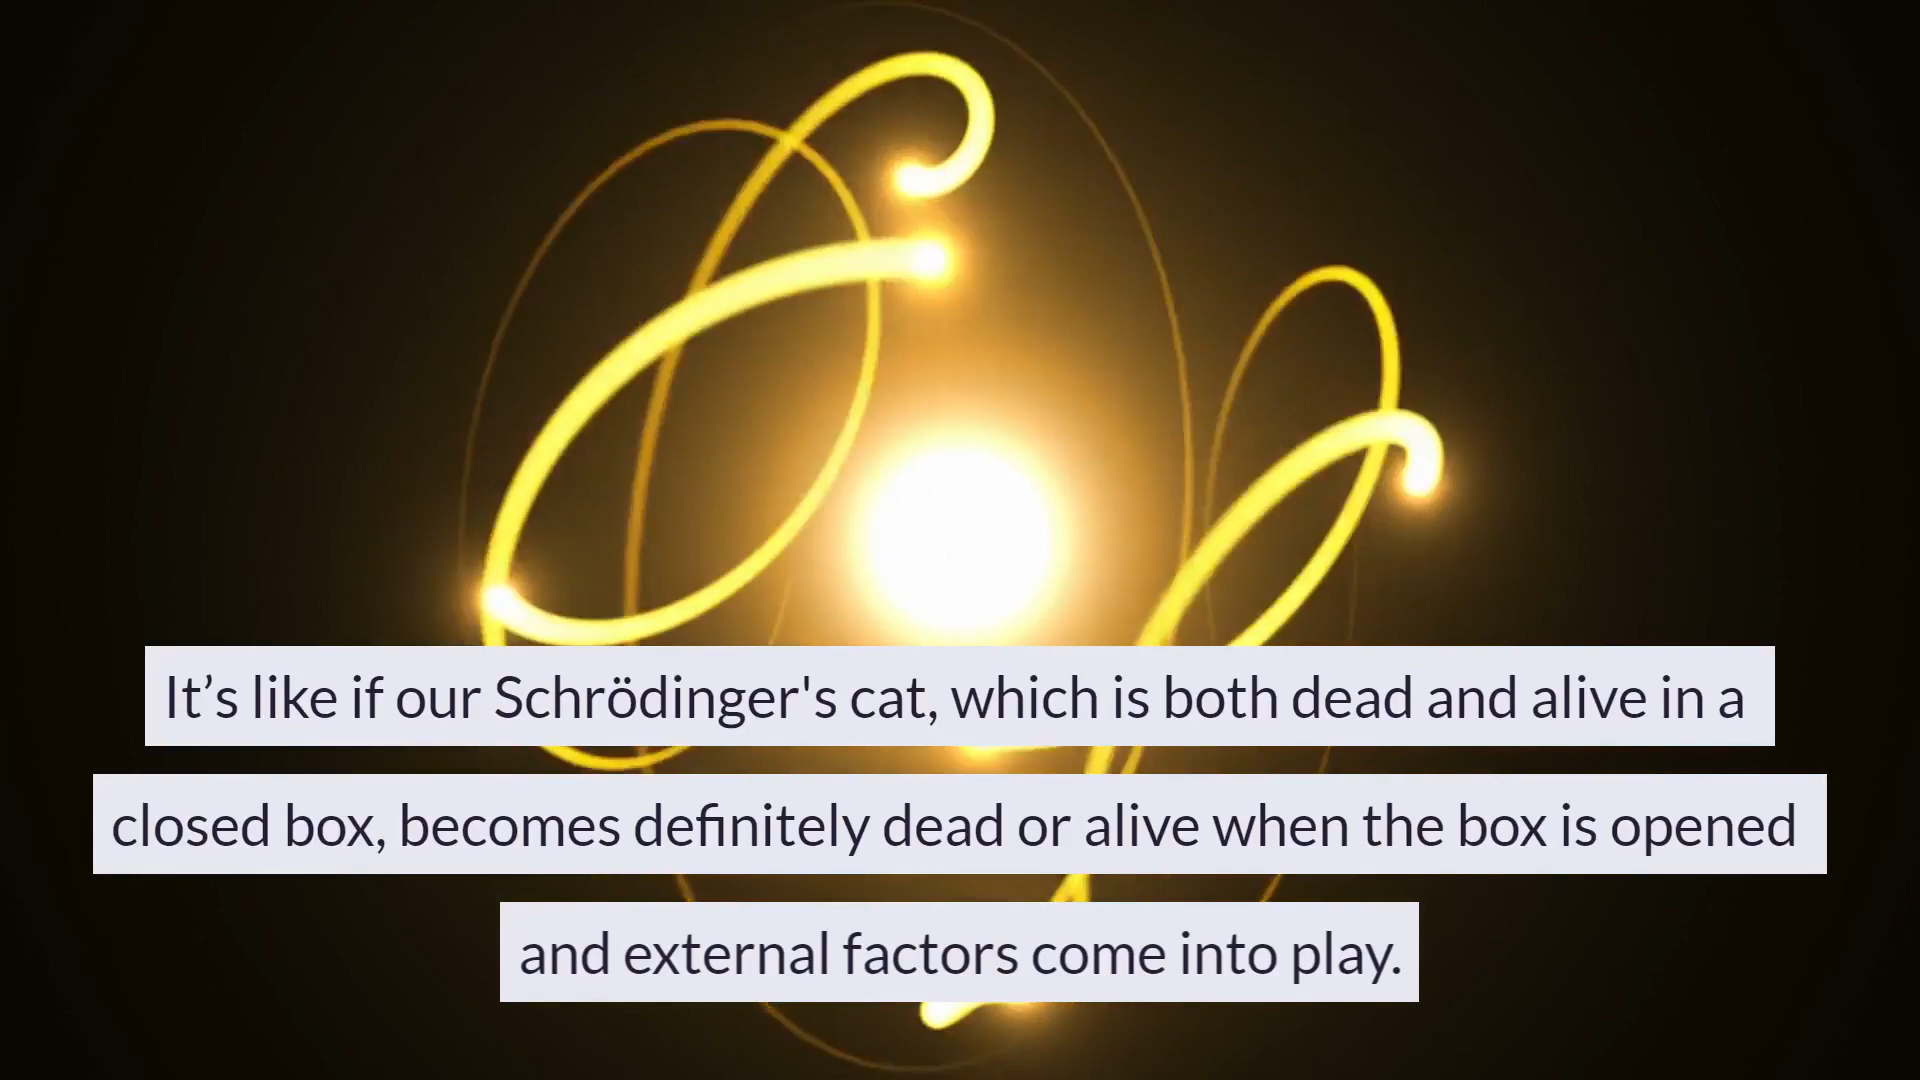 It’s like if our Schrödinger's cat, which is both dead and alive in a
closed box, becomes definitely dead or alive when the box is opened
and external factors come into play.